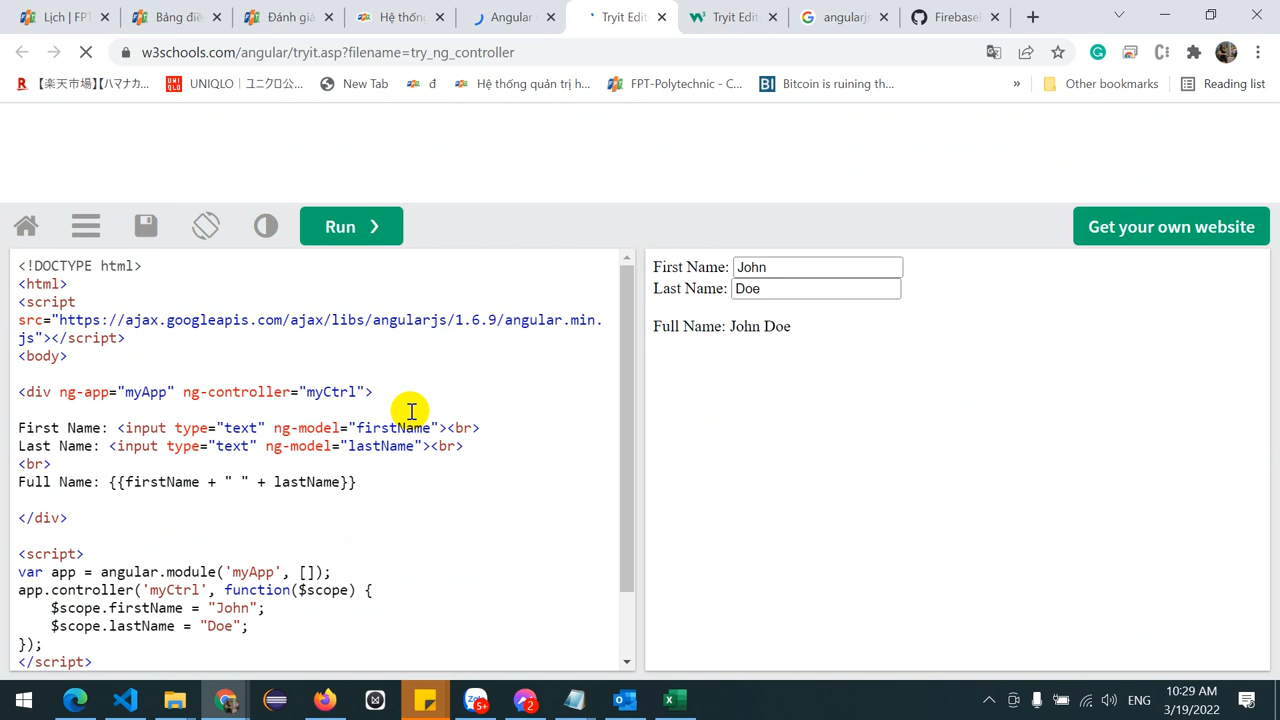 Lịch | FPT
Bảng điề
Đánh giá
Hệ thống
Angular
Tryit Edit
Tryit Edit
angularjs
Firebasel
w3schools.com/angular/tryit.asp?filename=try_ng_controller
【楽天市場】【ハマナカ...
UNIQLO｜ユニクロ公...
New Tab
đ
Hệ thống quản trị h...
FPT-Polytechnic - C...
Bitcoin is ruining th...
»
Other bookmarks
Reading list
Run ❯
Get your own website
<!DOCTYPE html>
<html>
<script
src="https://ajax.googleapis.com/ajax/libs/angularjs/1.6.9/angular.min.
js"></script>
<body>
<div ng-app="myApp" ng-controller="myCtrl">
First Name: <input type="text" ng-model="firstName"><br>
Last Name: <input type="text" ng-model="lastName"><br>
<br>
Full Name: {{firstName + " " + lastName}}
</div>
<script>
var app = angular.module('myApp', []);
app.controller('myCtrl', function($scope) {
    $scope.firstName = "John";
    $scope.lastName = "Doe";
});
</script>
First Name: John
Last Name: Doe
Full Name: John Doe
5+
2
ENG
10:29 AM
3/19/2022